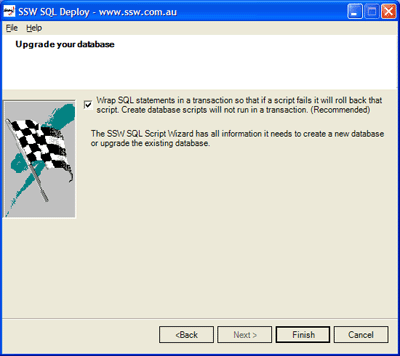 SSW SQL Deploy - www.ssw.com.au
File Help
Upgrade your database
Wrap SQL statements in a transaction so that if a script fails it will roll back that
script. Create database scripts will not run in a transaction. (Recommended)
The SSW SQL Script Wizard has all information it needs to create a new database
or upgrade the existing database.
<Back Next > Finish Cancel